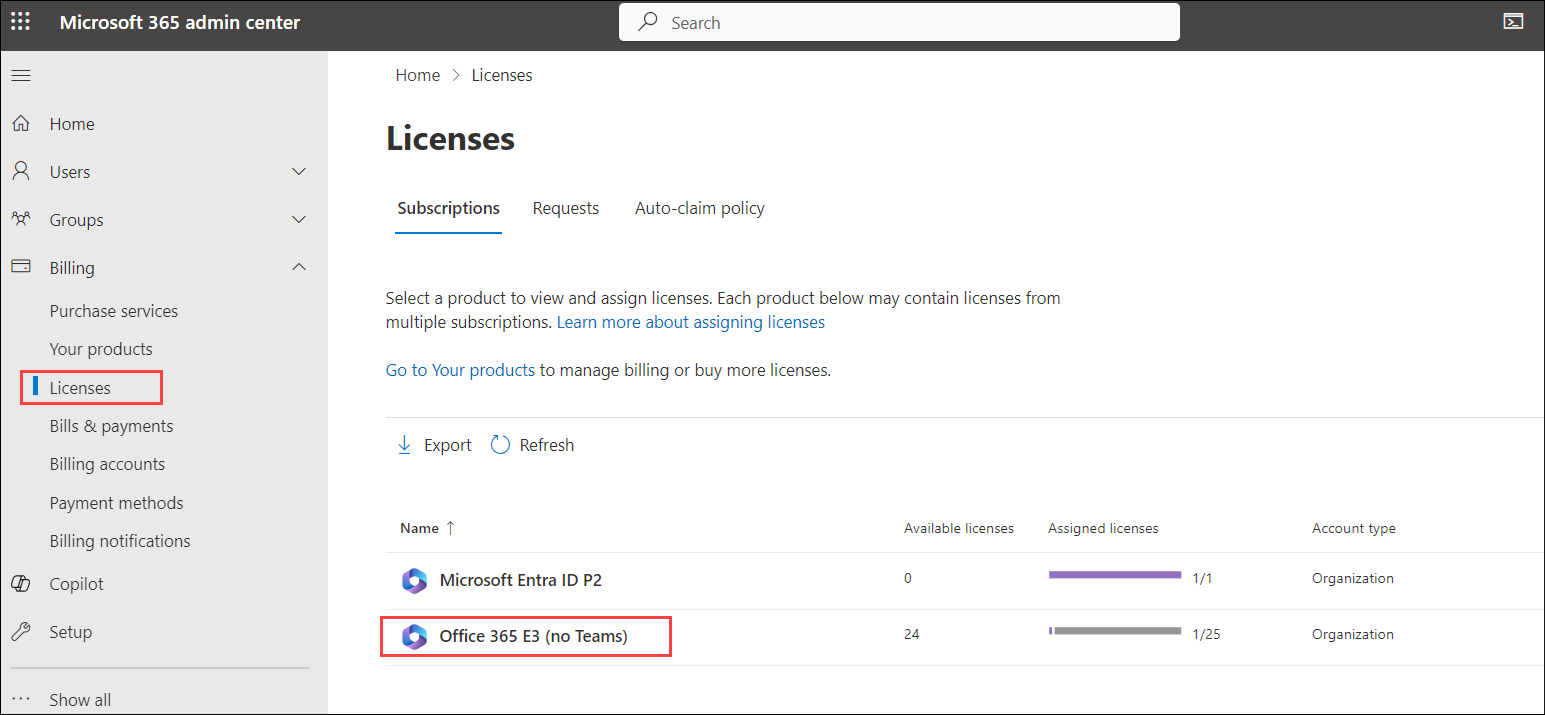 Microsoft 365 admin center
Search
Home
Users
Groups
Billing
Purchase services
Your products
Licenses
Bills & payments
Billing accounts
Payment methods
Billing notifications
Copilot
Setup
Show all
Home > Licenses
Licenses
Subscriptions Requests Auto-claim policy
Select a product to view and assign licenses. Each product below may contain licenses from
multiple subscriptions. Learn more about assigning licenses
Go to Your products to manage billing or buy more licenses.
Export Refresh
Name ↑ Available licenses Assigned licenses Account type
Microsoft Entra ID P2 0 1/1 Organization
Office 365 E3 (no Teams) 24 1/25 Organization